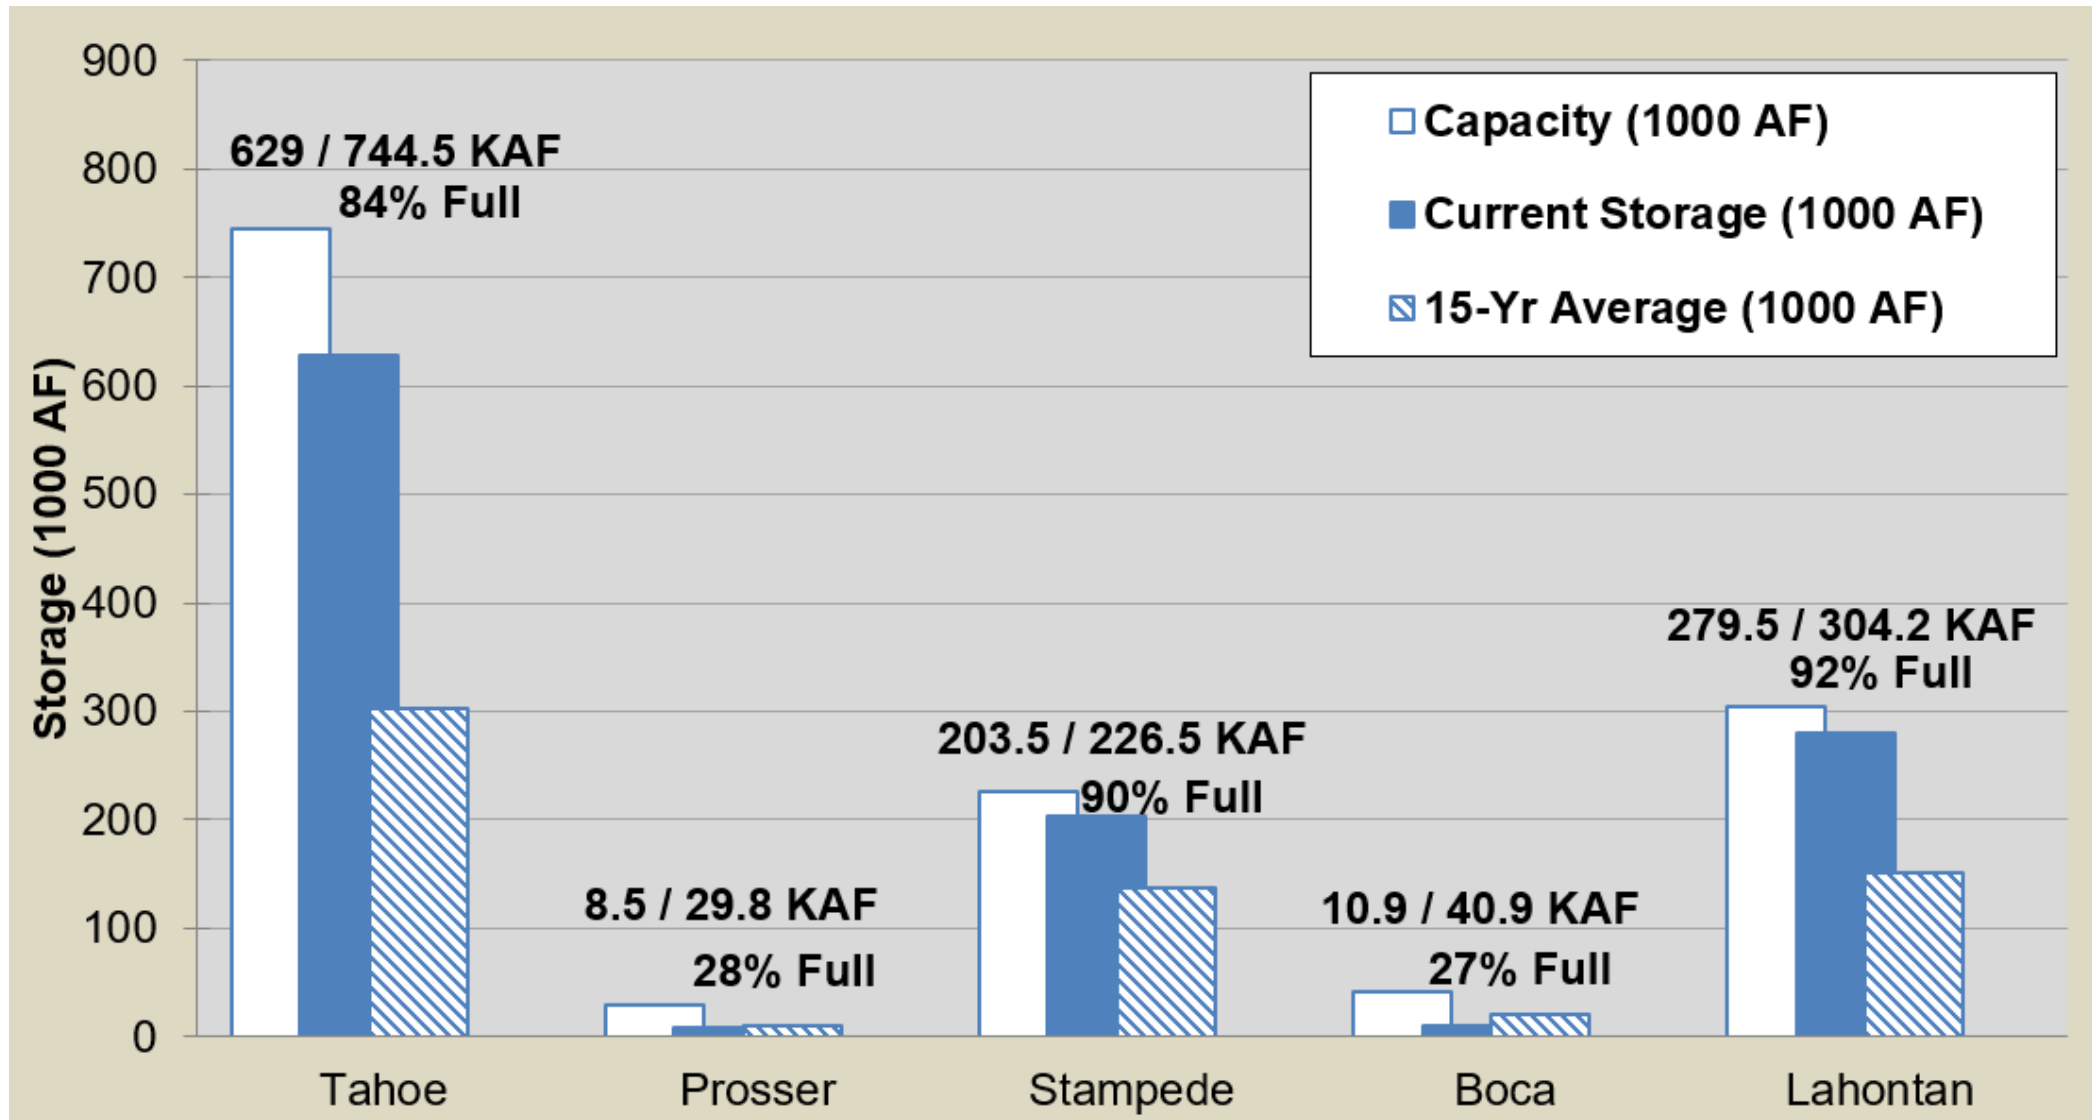 Storage (1000 AF)
900
800
700
600
500
400
300
200
100
0
629 / 744.5 KAF
84% Full
8.5 / 29.8 KAF
28% Full
203.5 / 226.5 KAF
90% Full
10.9 / 40.9 KAF
27% Full
279.5 / 304.2 KAF
92% Full
Capacity (1000 AF)
Current Storage (1000 AF)
15-Yr Average (1000 AF)
Tahoe
Prosser
Stampede
Boca
Lahontan